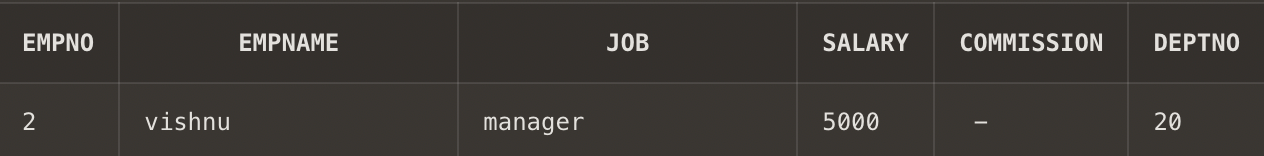 EMPNO EMPNAME JOB SALARY COMMISSION DEPTNO
2 vishnu manager 5000 – 20